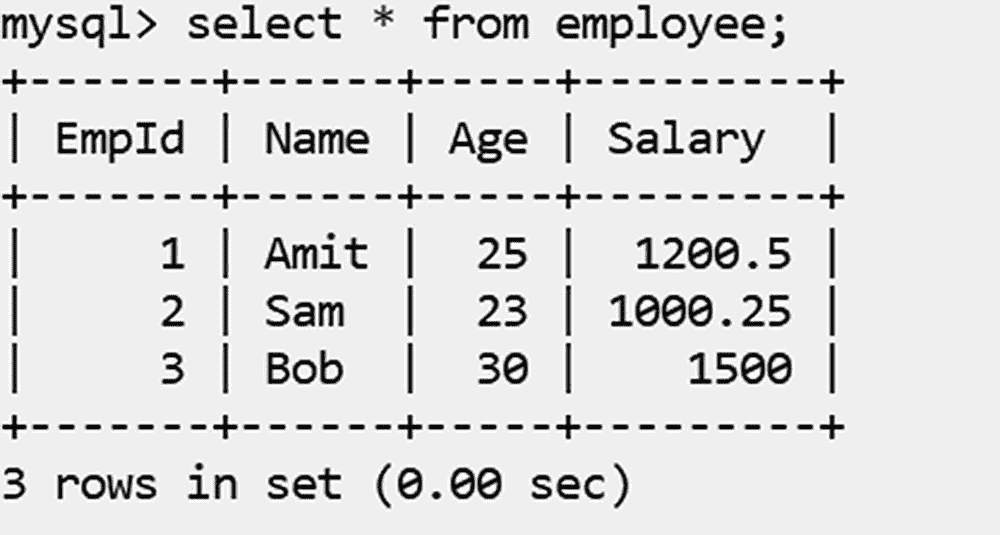 mysql> select * from employee;
+-------+------+-----+---------+
| EmpId | Name | Age | Salary  |
+-------+------+-----+---------+
|     1 | Amit |  25 |  1200.5 |
|     2 | Sam  |  23 | 1000.25 |
|     3 | Bob  |  30 |    1500 |
+-------+------+-----+---------+
3 rows in set (0.00 sec)